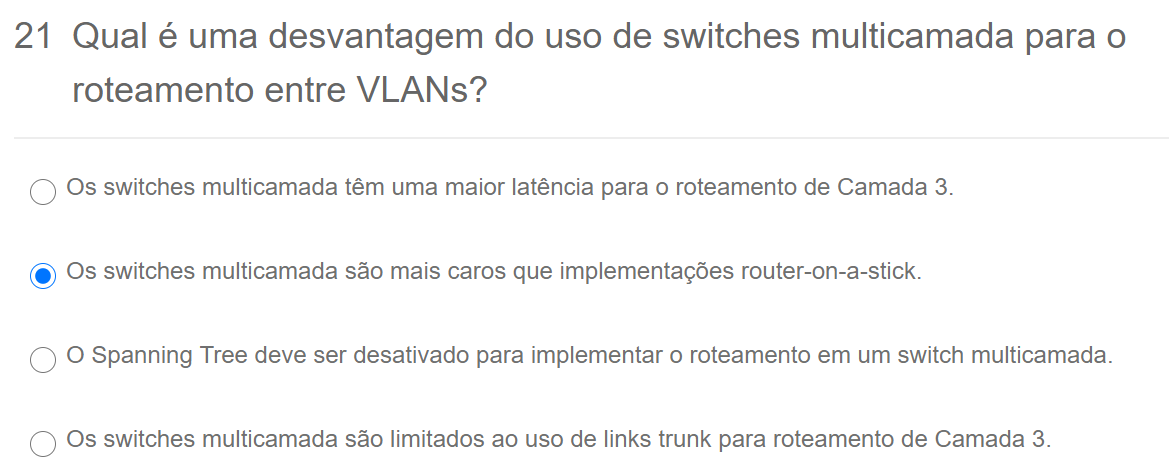 21 Qual é uma desvantagem do uso de switches multicamada para o
roteamento entre VLANs?
Os switches multicamada têm uma maior latência para o roteamento de Camada 3.
Os switches multicamada são mais caros que implementações router-on-a-stick.
O Spanning Tree deve ser desativado para implementar o roteamento em um switch multicamada.
Os switches multicamada são limitados ao uso de links trunk para roteamento de Camada 3.